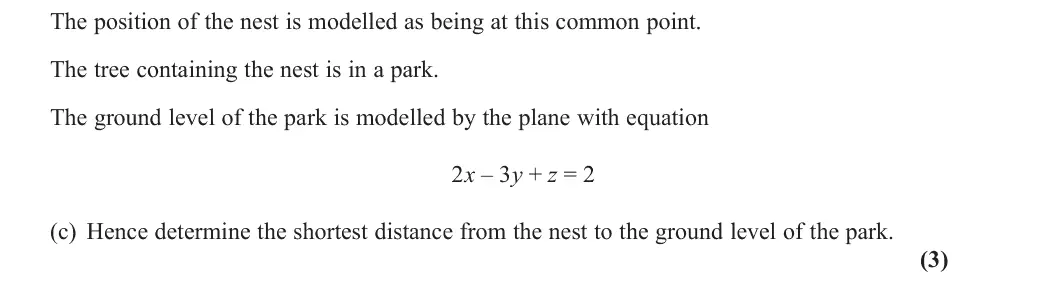 The position of the nest is modelled as being at this common point.
The tree containing the nest is in a park.
The ground level of the park is modelled by the plane with equation
2x – 3y + z = 2
(c) Hence determine the shortest distance from the nest to the ground level of the park.
(3)